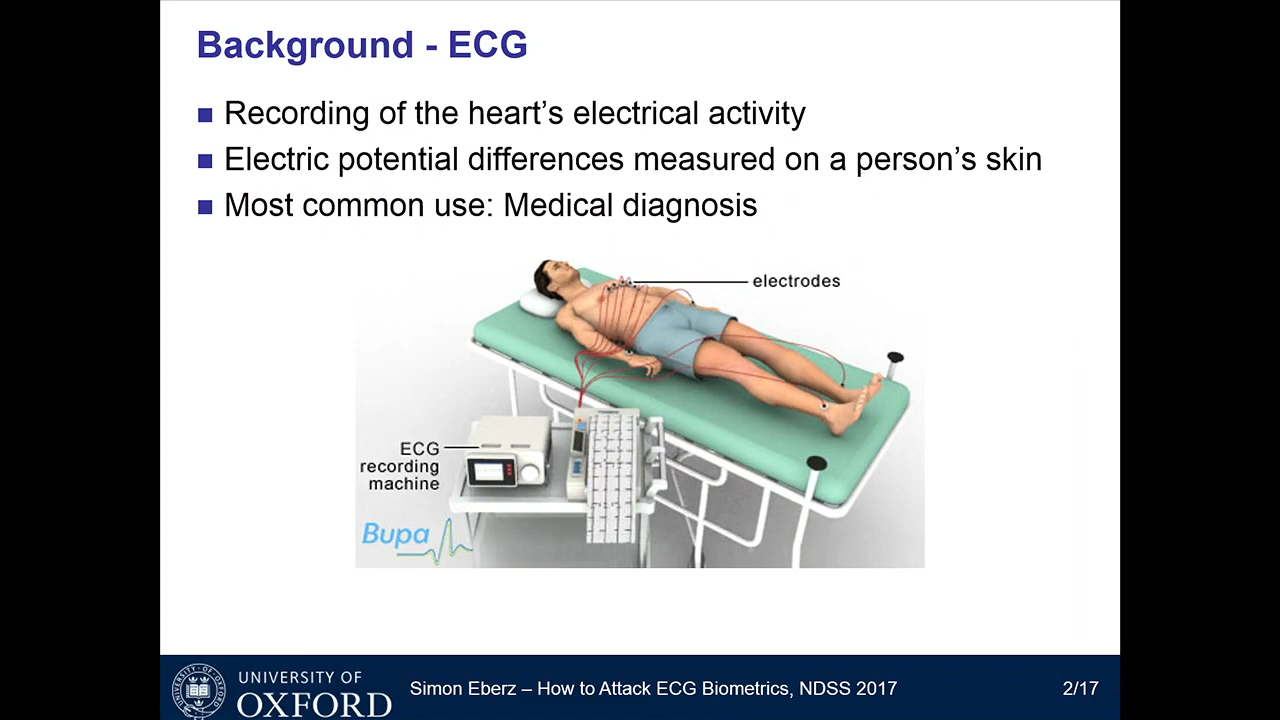 Background - ECG
Recording of the heart’s electrical activity
Electric potential differences measured on a person’s skin
Most common use: Medical diagnosis
electrodes
ECG
recording
machine
Bupa
UNIVERSITY OF
OXFORD
Simon Eberz – How to Attack ECG Biometrics, NDSS 2017
2/17